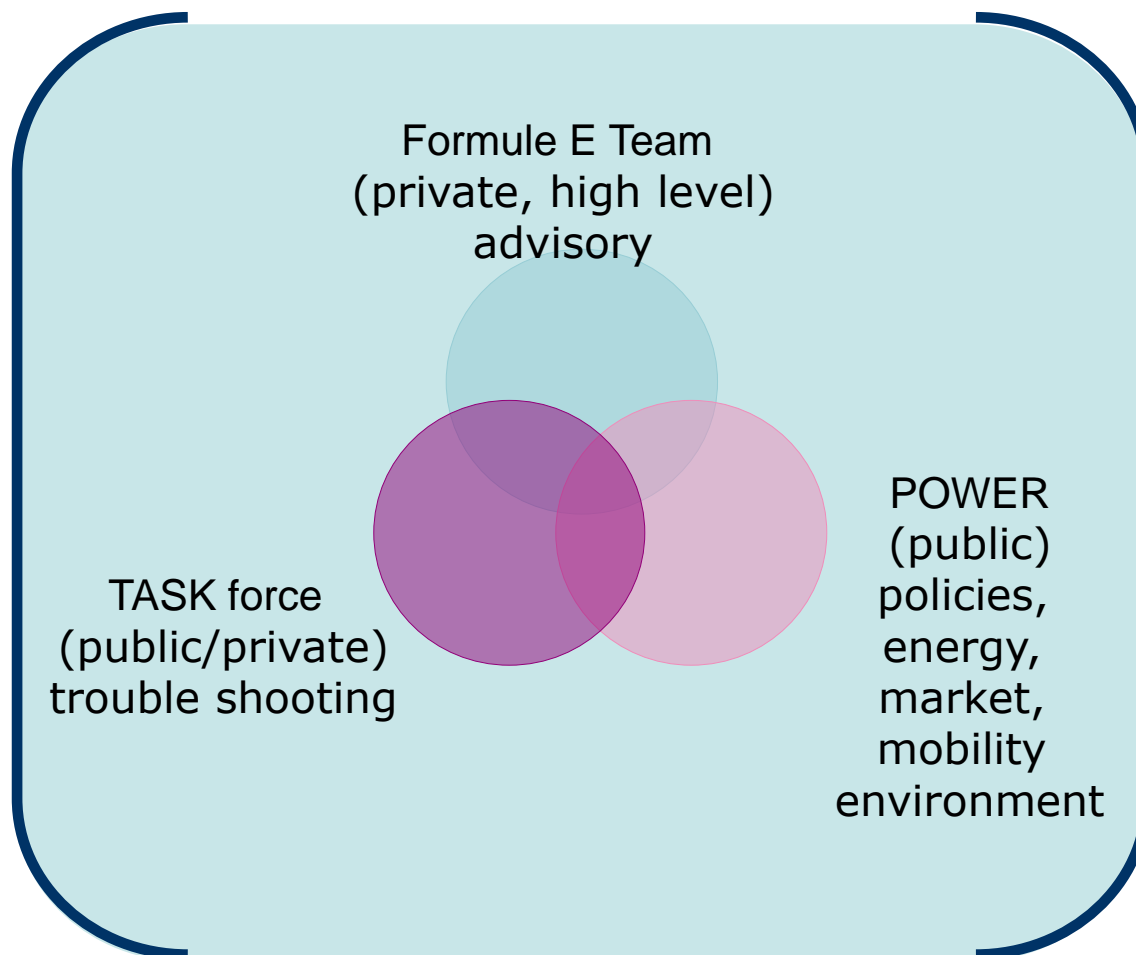 Formule E Team
(private, high level)
advisory
TASK force
(public/private)
trouble shooting
POWER
(public)
policies,
energy,
market,
mobility
environment